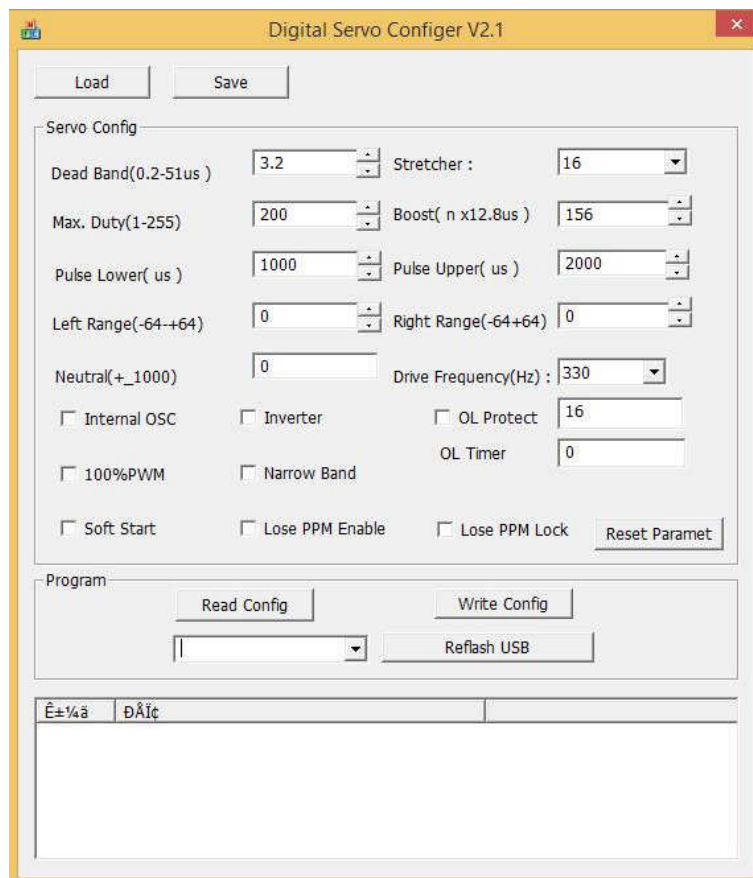 Digital Servo Configer V2.1
Load Save
Servo Config
Dead Band(0.2-51us ) 3.2 Stretcher : 16
Max. Duty(1-255) 200 Boost( n x12.8us ) 156
Pulse Lower( us ) 1000 Pulse Upper( us ) 2000
Left Range(-64-+64) 0 Right Range(-64+64) 0
Neutral(+_1000) 0 Drive Frequency(Hz) : 330
Internal OSC Inverter OL Protect 16
OL Timer 0
100%PWM Narrow Band
Soft Start Lose PPM Enable Lose PPM Lock Reset Paramet
Program
Read Config Write Config
Reflash USB
Ê±¼ä ÐÅÏ¢